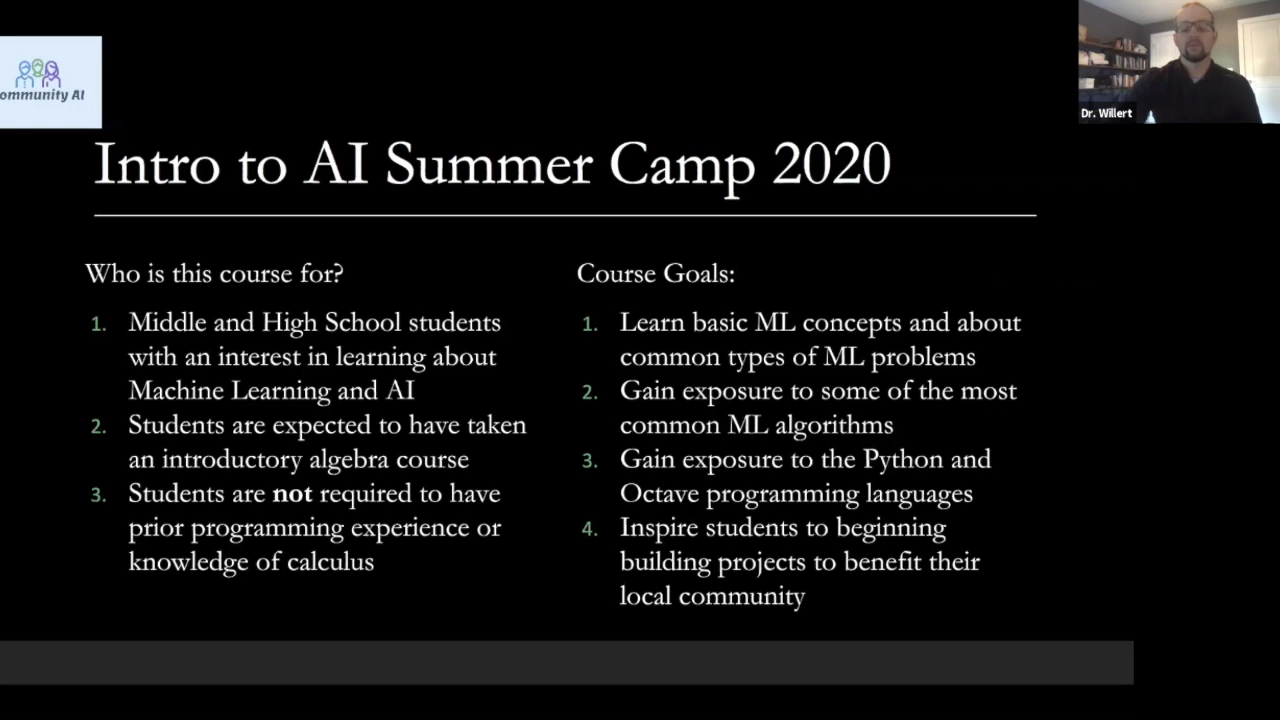 ommunity AI
Dr. Willert
Intro to AI Summer Camp 2020
Who is this course for?
1. Middle and High School students
with an interest in learning about
Machine Learning and AI
2. Students are expected to have taken
an introductory algebra course
3. Students are not required to have
prior programming experience or
knowledge of calculus
Course Goals:
1. Learn basic ML concepts and about
common types of ML problems
2. Gain exposure to some of the most
common ML algorithms
3. Gain exposure to the Python and
Octave programming languages
4. Inspire students to beginning
building projects to benefit their
local community